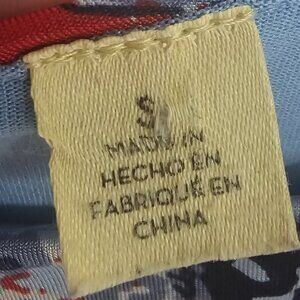 S
MADE IN
HECHO EN
FABRIQUÉ EN
CHINA